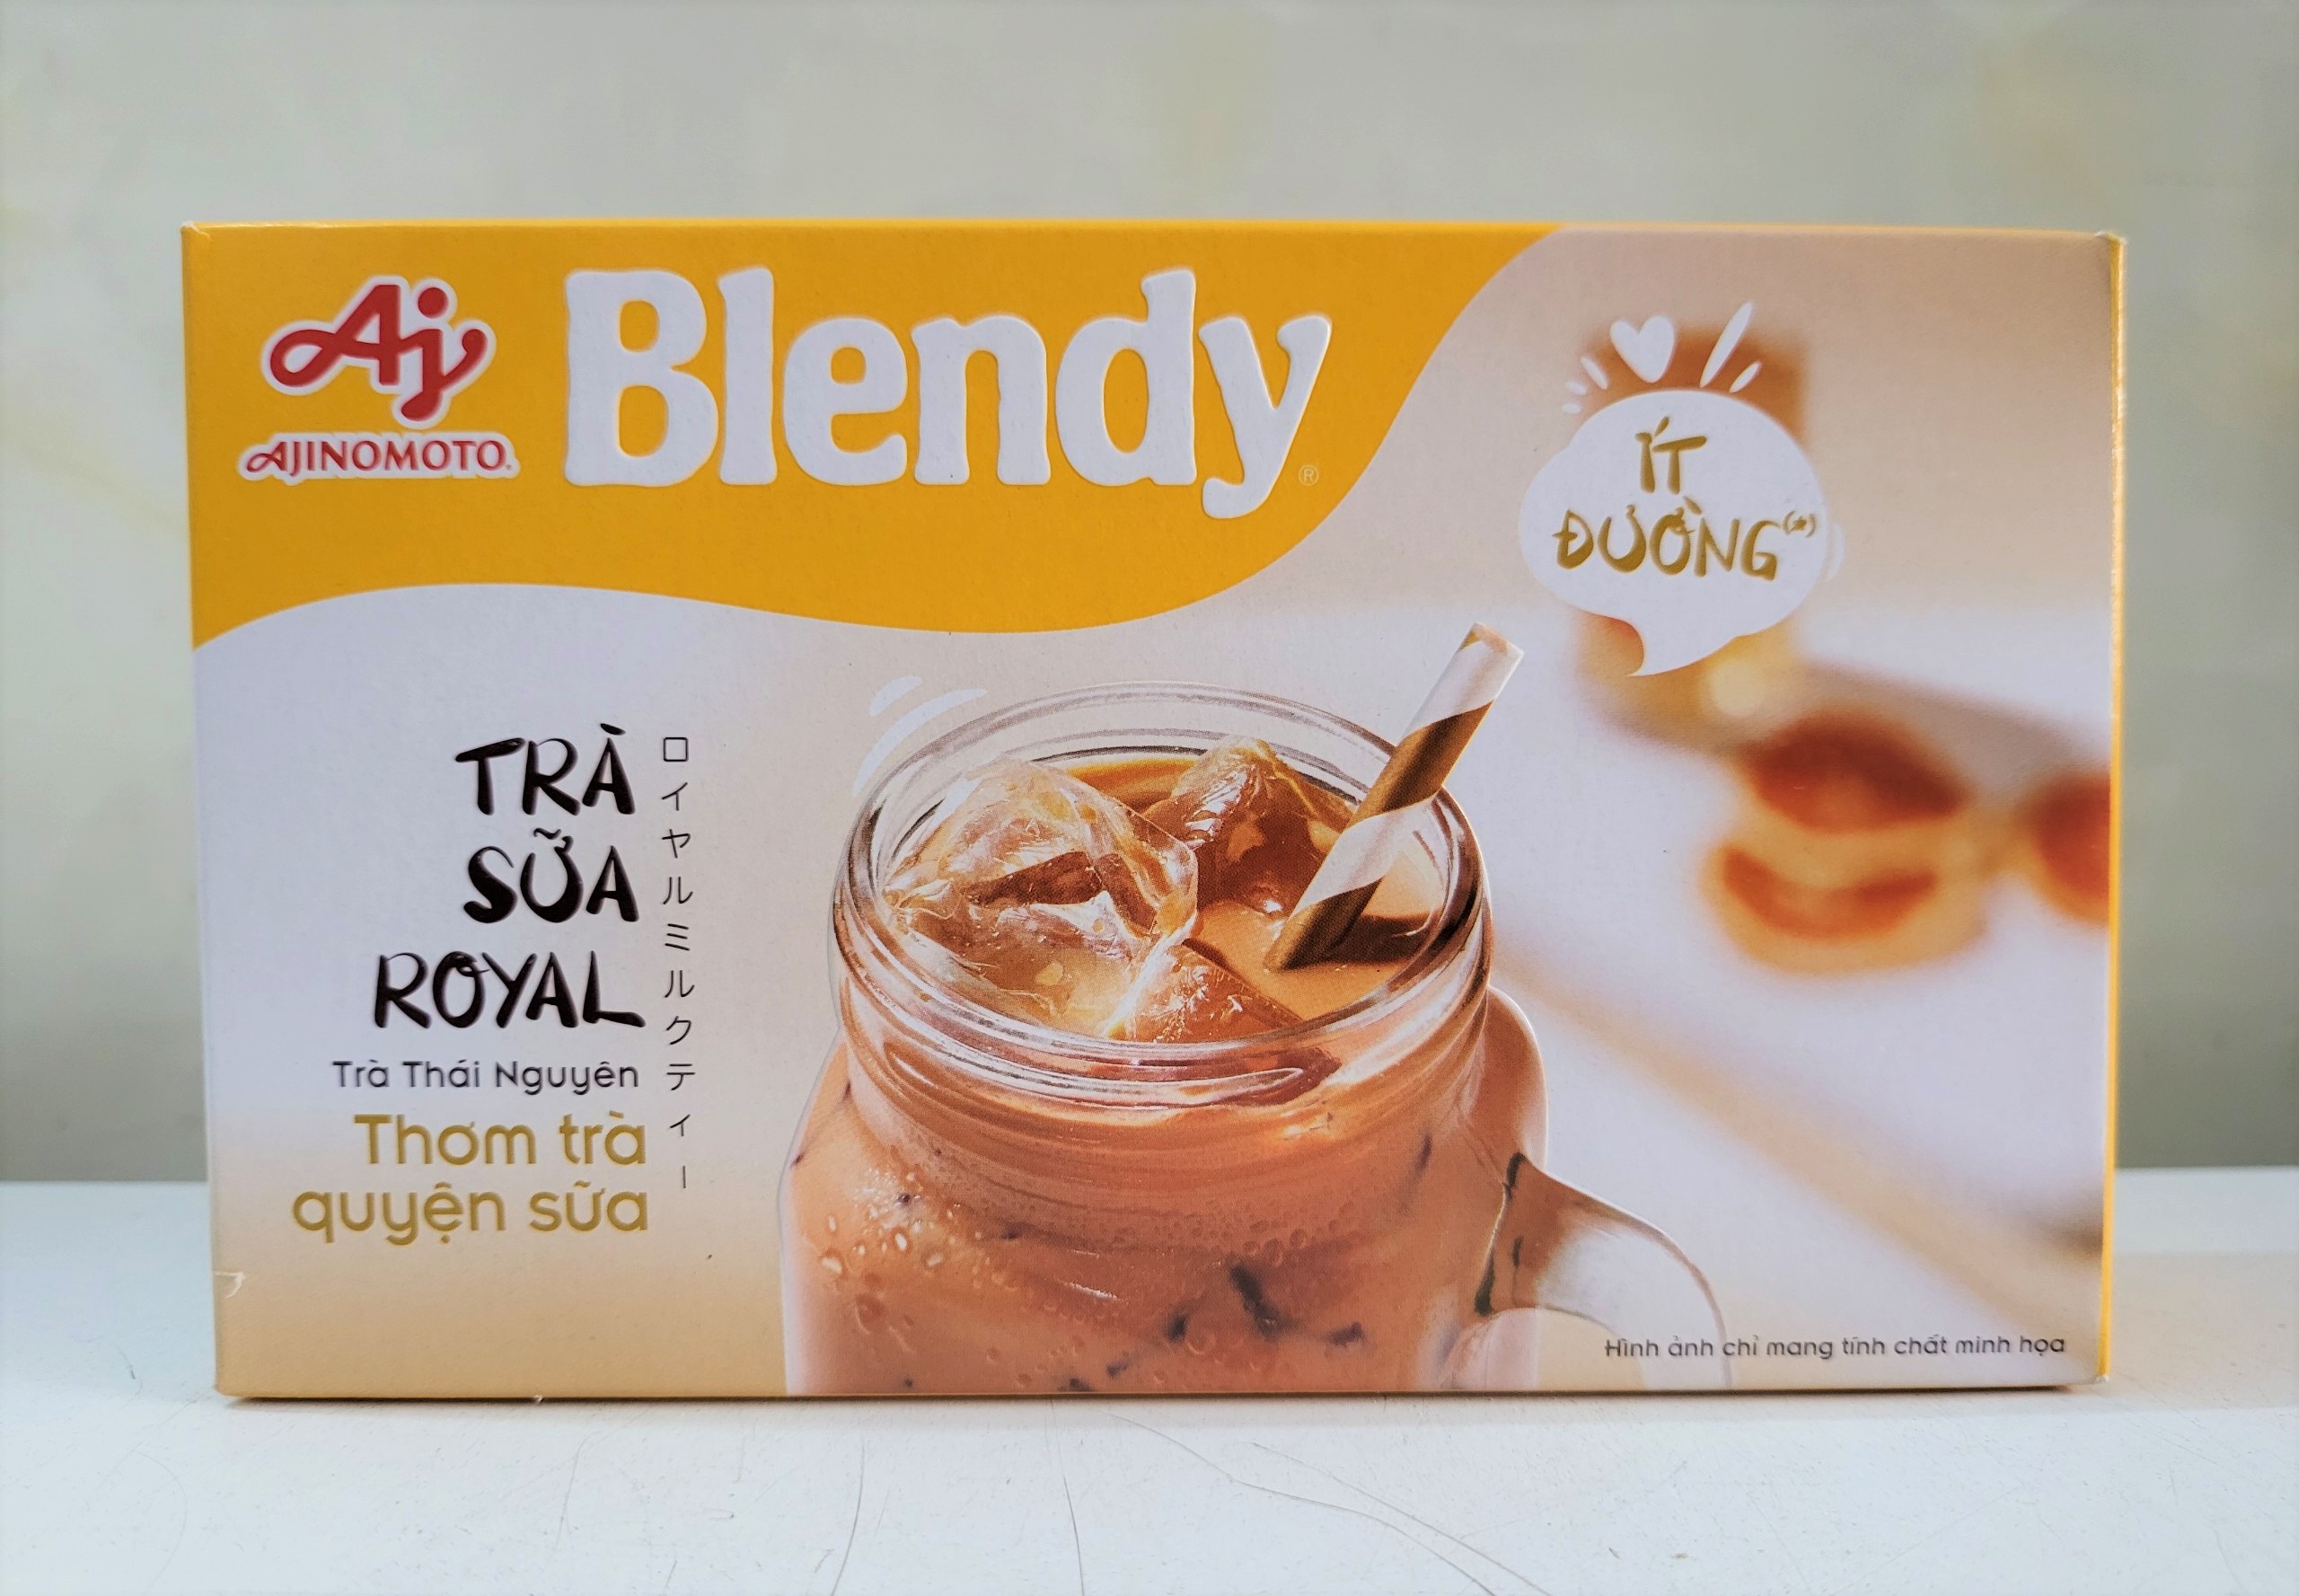 Aj
AJINOMOTO®
Blendy®
ÍT
ĐƯỜNG(*)
TRÀ
SỮA
ROYAL
ロイヤルミルクティー
Trà Thái Nguyên
Thơm trà
quyện sữa
Hình ảnh chỉ mang tính chất minh họa